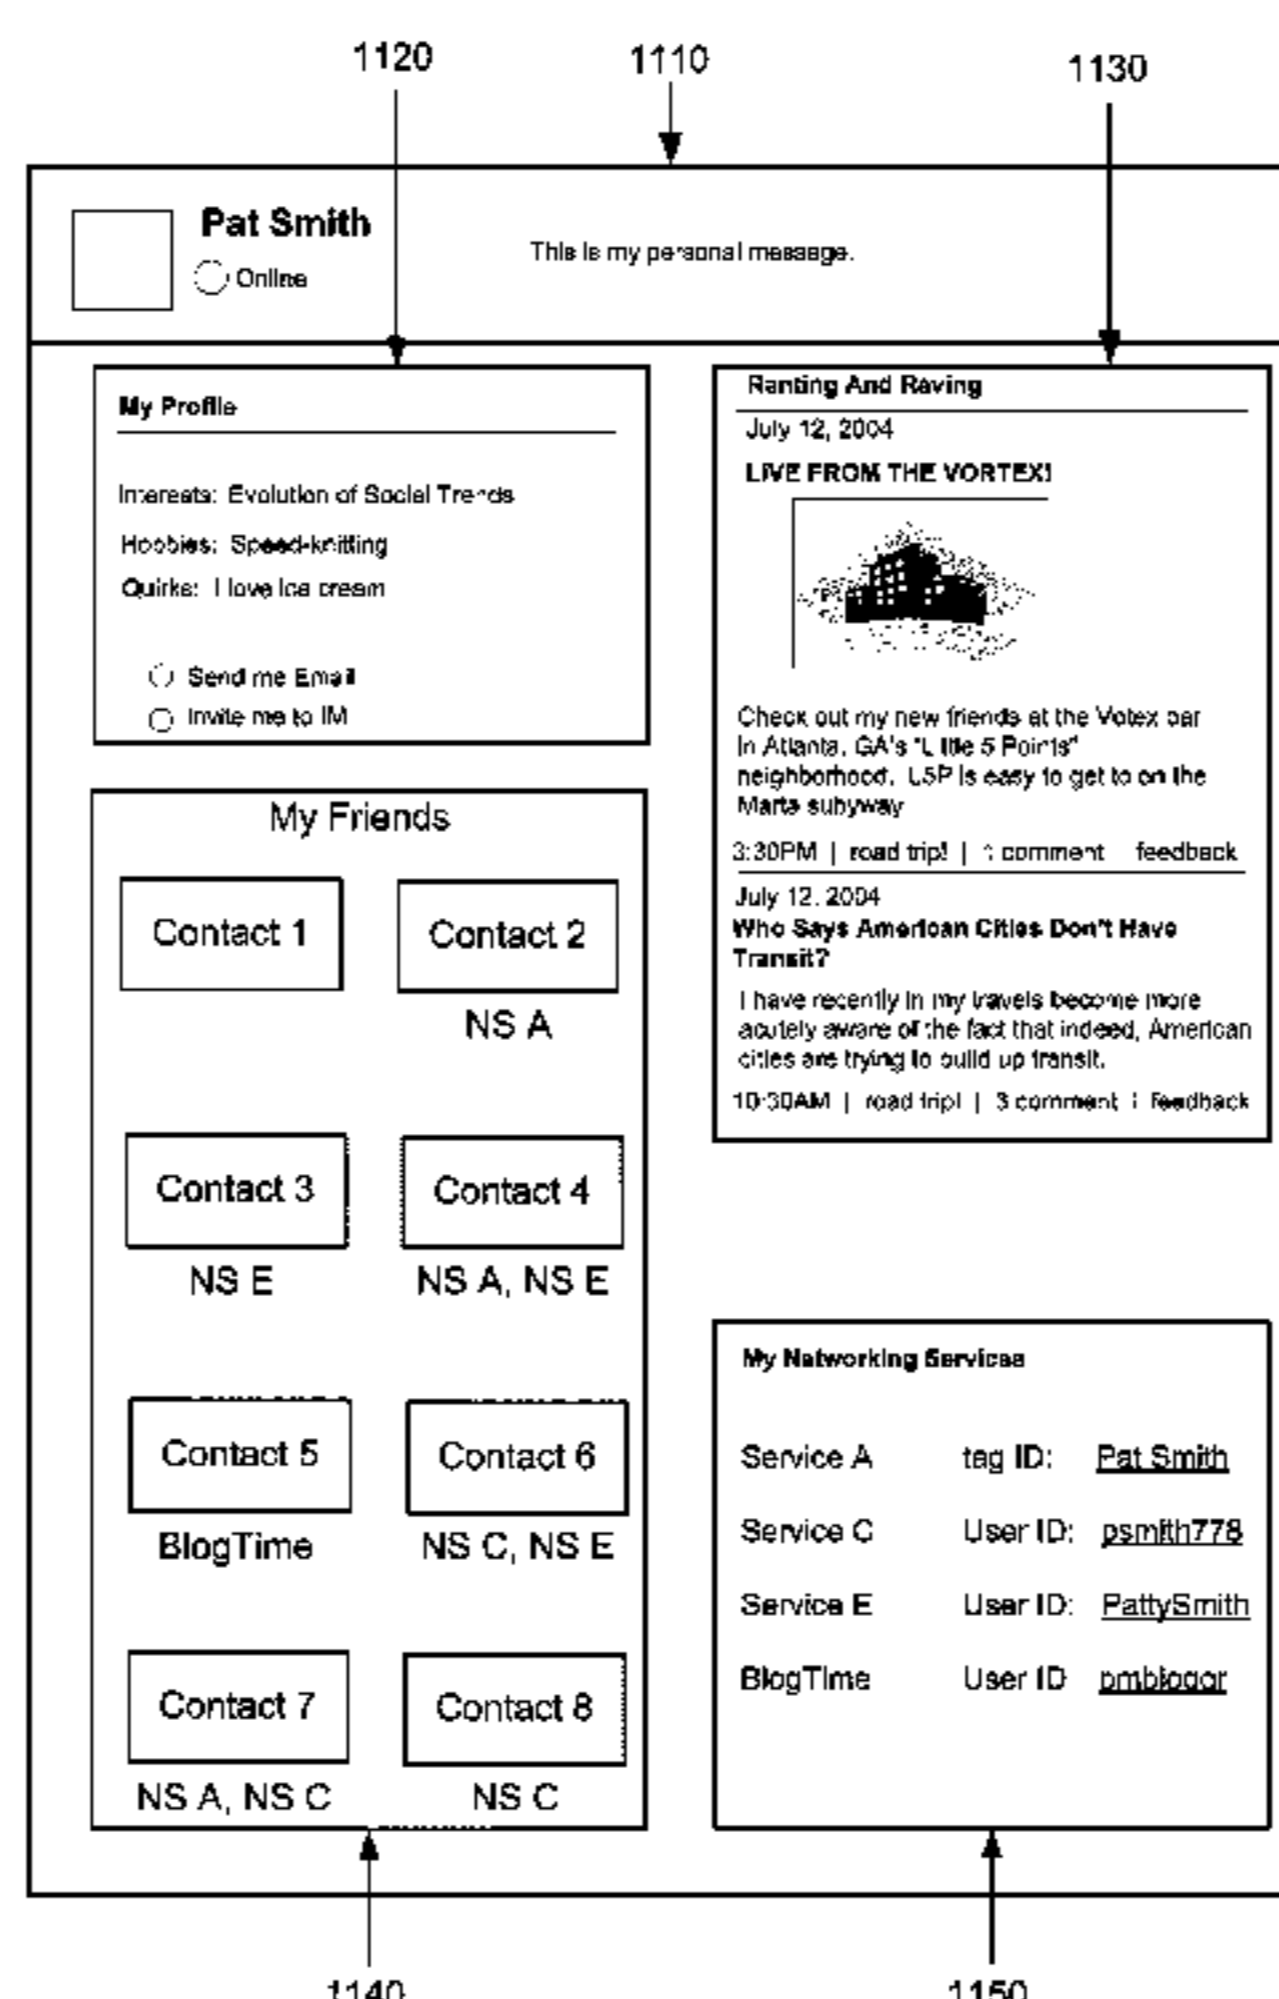 1120
1110
1130
Pat Smith
Online
This is my personal message.
My Profile
Interests: Evolution of Social Trends
Hobbies: Speed-knitting
Quirks: I love ice cream
Send me Email
Invite me to IM
Ranting And Raving
July 12, 2004
LIVE FROM THE VORTEX!
Check out my new friends at the Votex bar
in Atlanta, GA's "Little 5 Points"
neighborhood. L5P is easy to get to on the
Marta subyway
3:30PM | road trip! | 1 comment feedback
July 12, 2004
Who Says American Cities Don't Have
Transit?
I have recently in my travels become more
acutely aware of the fact that indeed, American
cities are trying to build up transit.
10:30AM | road trip! | 3 comment | feedback
My Friends
Contact 1
Contact 2
NS A
Contact 3
Contact 4
NS E
NS A, NS E
Contact 5
Contact 6
BlogTime
NS C, NS E
Contact 7
Contact 8
NS A, NS C
NS C
My Networking Services
Service A tag ID: Pat Smith
Service C User ID: psmith778
Service E User ID: PattySmith
BlogTime User ID
1140
1150